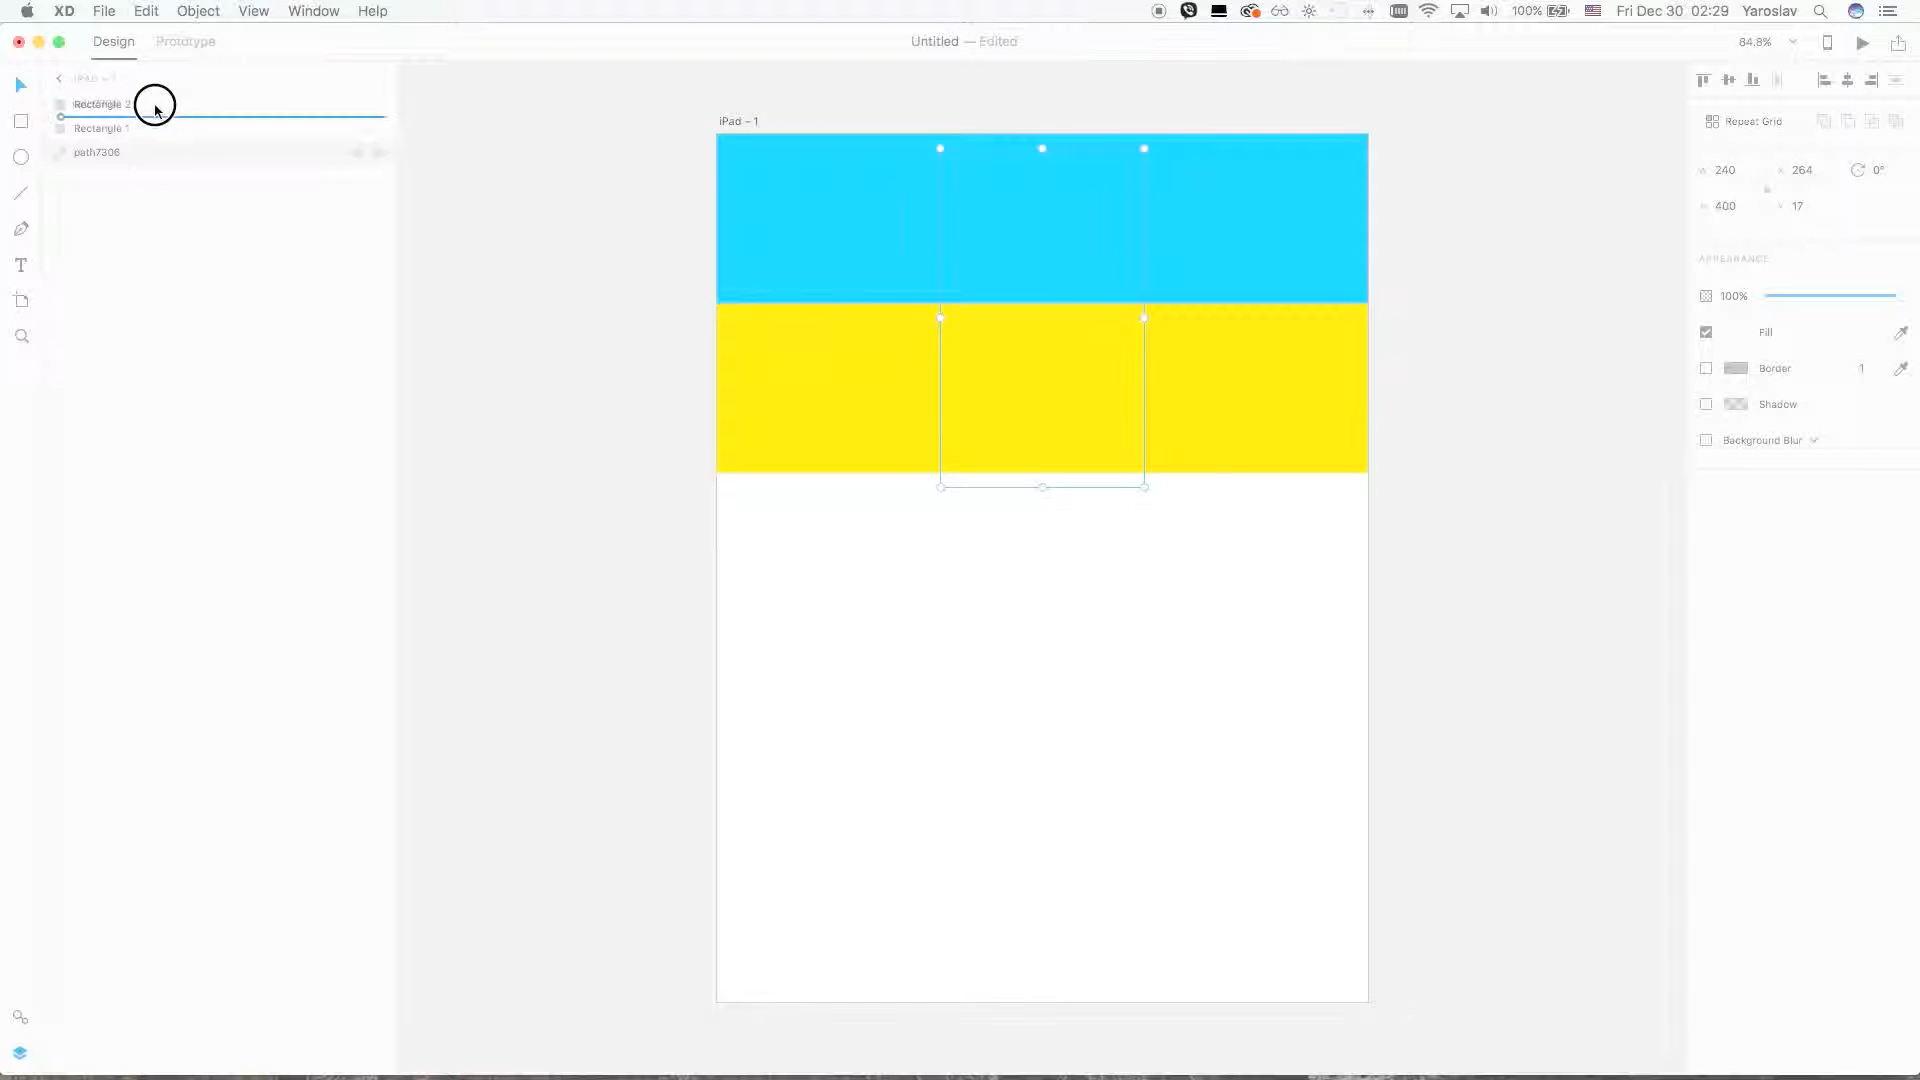 XD File Edit Object View Window Help 100% Fri Dec 30 02:29 Yaroslav
Design Prototype Untitled — Edited 84.8%
IPAD – 1
Rectangle 2
Rectangle 1
path7306
iPad – 1
Repeat Grid
W 240 X 264 0°
H 400 Y 17
APPEARANCE
100%
Fill
Border 1
Shadow
Background Blur
T